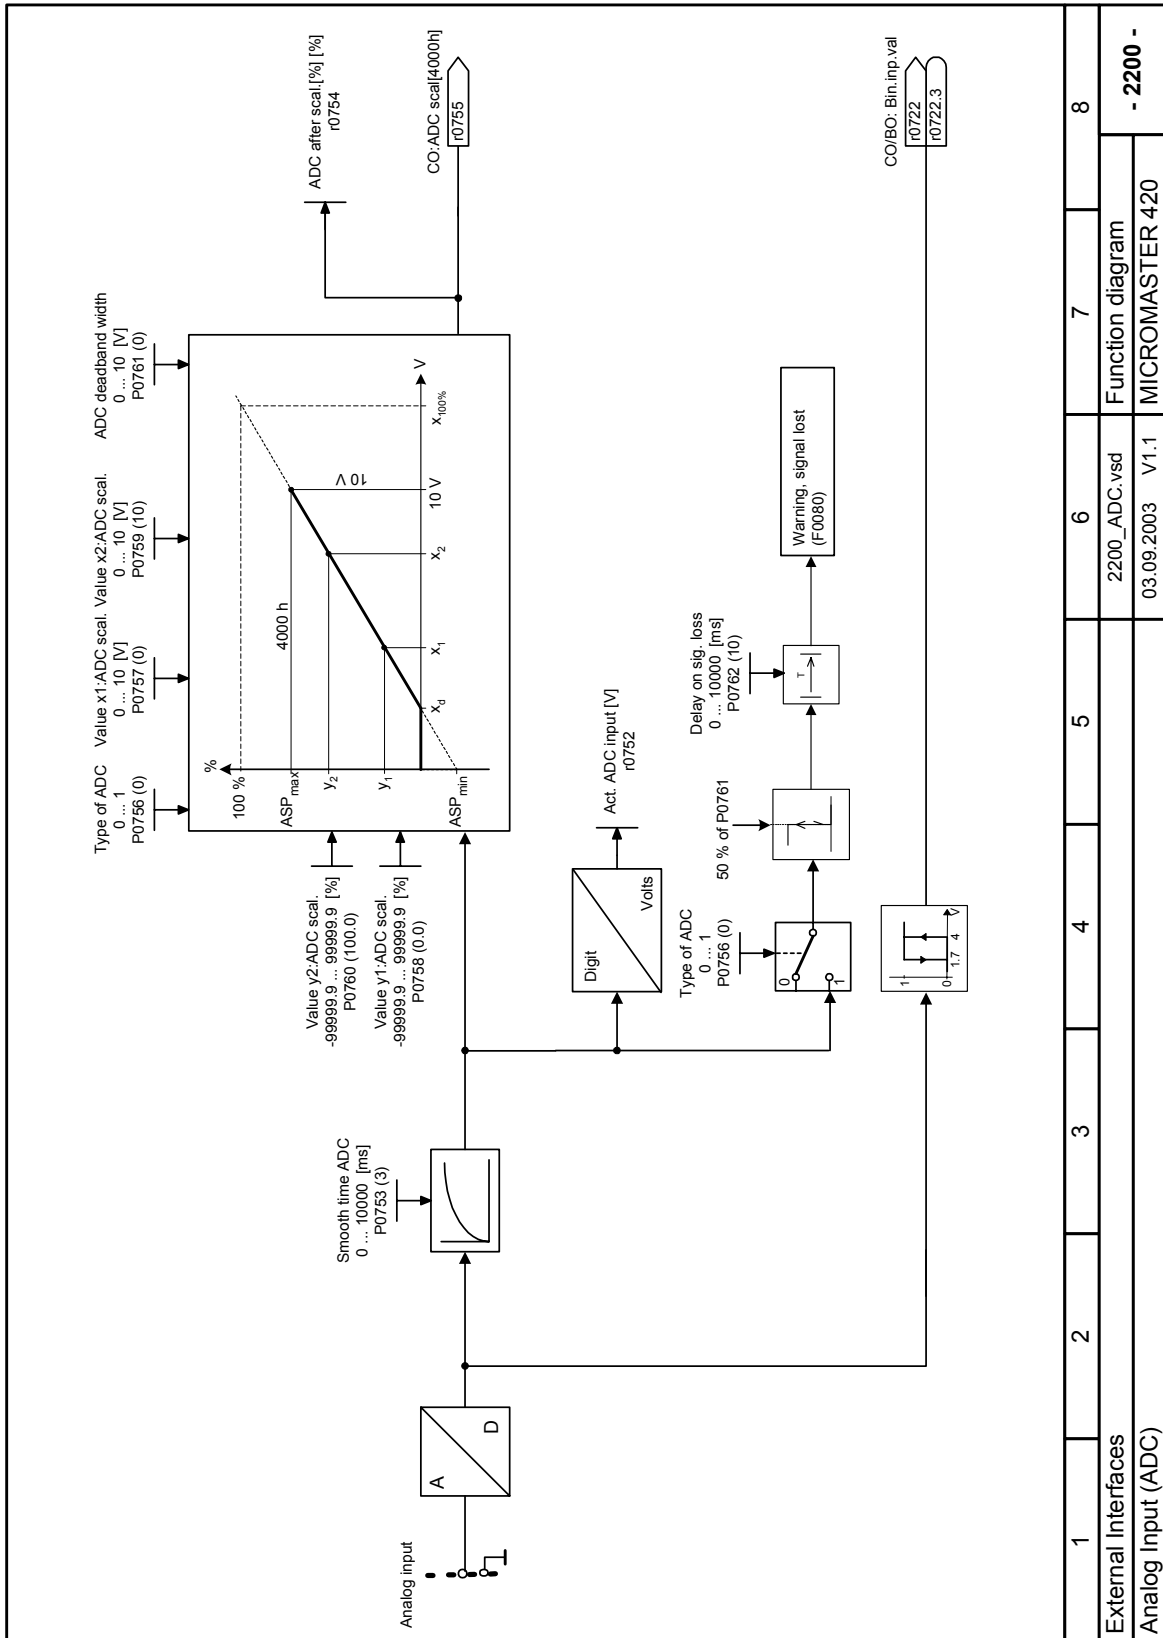 Analog input
A
D
Smooth time ADC
0 ... 10000 [ms]
P0753 (3)
Type of ADC
0 ... 1
P0756 (0)
Value x1:ADC scal.
0 ... 10 [V]
P0757 (0)
Value x2:ADC scal.
0 ... 10 [V]
P0759 (10)
ADC deadband width
0 ... 10 [V]
P0761 (0)
Value y2:ADC scal.
-99999.9 ... 99999.9 [%]
P0760 (100.0)
Value y1:ADC scal.
-99999.9 ... 99999.9 [%]
P0758 (0.0)
%
100 %
ASPmax
y2
y1
ASPmin
4000 h
10 V
xd
x1
x2
10 V
x100%
V
ADC after scal.[%] [%]
r0754
CO:ADC scal[4000h]
r0755
Digit
Volts
Act. ADC input [V]
r0752
Type of ADC
0 ... 1
P0756 (0)
0
1
50 % of P0761
Delay on sig. loss
0 ... 10000 [ms]
P0762 (10)
T
Warning, signal lost
(F0080)
1
0
1.7 4
V
CO/BO: Bin.inp.val
r0722
r0722.3
1 2 3 4 5 6 7 8
External Interfaces
2200_ADC.vsd
Function diagram
- 2200 -
Analog Input (ADC)
03.09.2003 V1.1
MICROMASTER 420